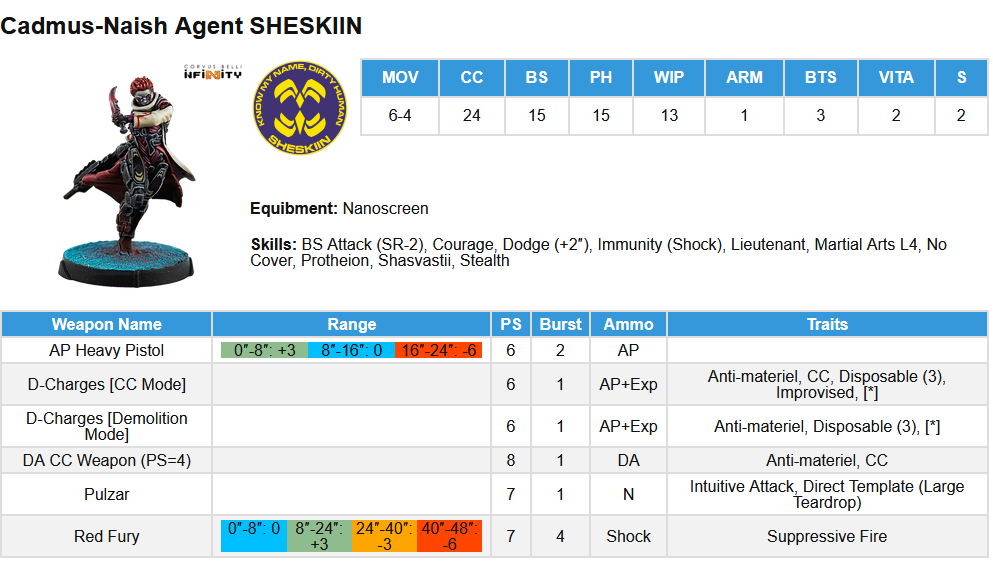 Cadmus-Naish Agent SHESKIIN
CORVUS BELLI
INFINITY
KNOW MY NAME, DIRTY HUMAN
SHESKIIN
MOV CC BS PH WIP ARM BTS VITA S
6-4 24 15 15 13 1 3 2 2
Equibment: Nanoscreen
Skills: BS Attack (SR-2), Courage, Dodge (+2"), Immunity (Shock), Lieutenant, Martial Arts L4, No
Cover, Protheion, Shasvastii, Stealth
Weapon Name Range PS Burst Ammo Traits
AP Heavy Pistol 0"-8": +3 8"-16": 0 16"-24": -6 6 2 AP
D-Charges [CC Mode] 6 1 AP+Exp Anti-materiel, CC, Disposable (3),
Improvised, [*]
D-Charges [Demolition
Mode] 6 1 AP+Exp Anti-materiel, Disposable (3), [*]
DA CC Weapon (PS=4) 8 1 DA Anti-materiel, CC
Pulzar 7 1 N Intuitive Attack, Direct Template (Large
Teardrop)
Red Fury 0"-8": 0 8"-24": +3 24"-40": -3 40"-48": -6 7 4 Shock Suppressive Fire